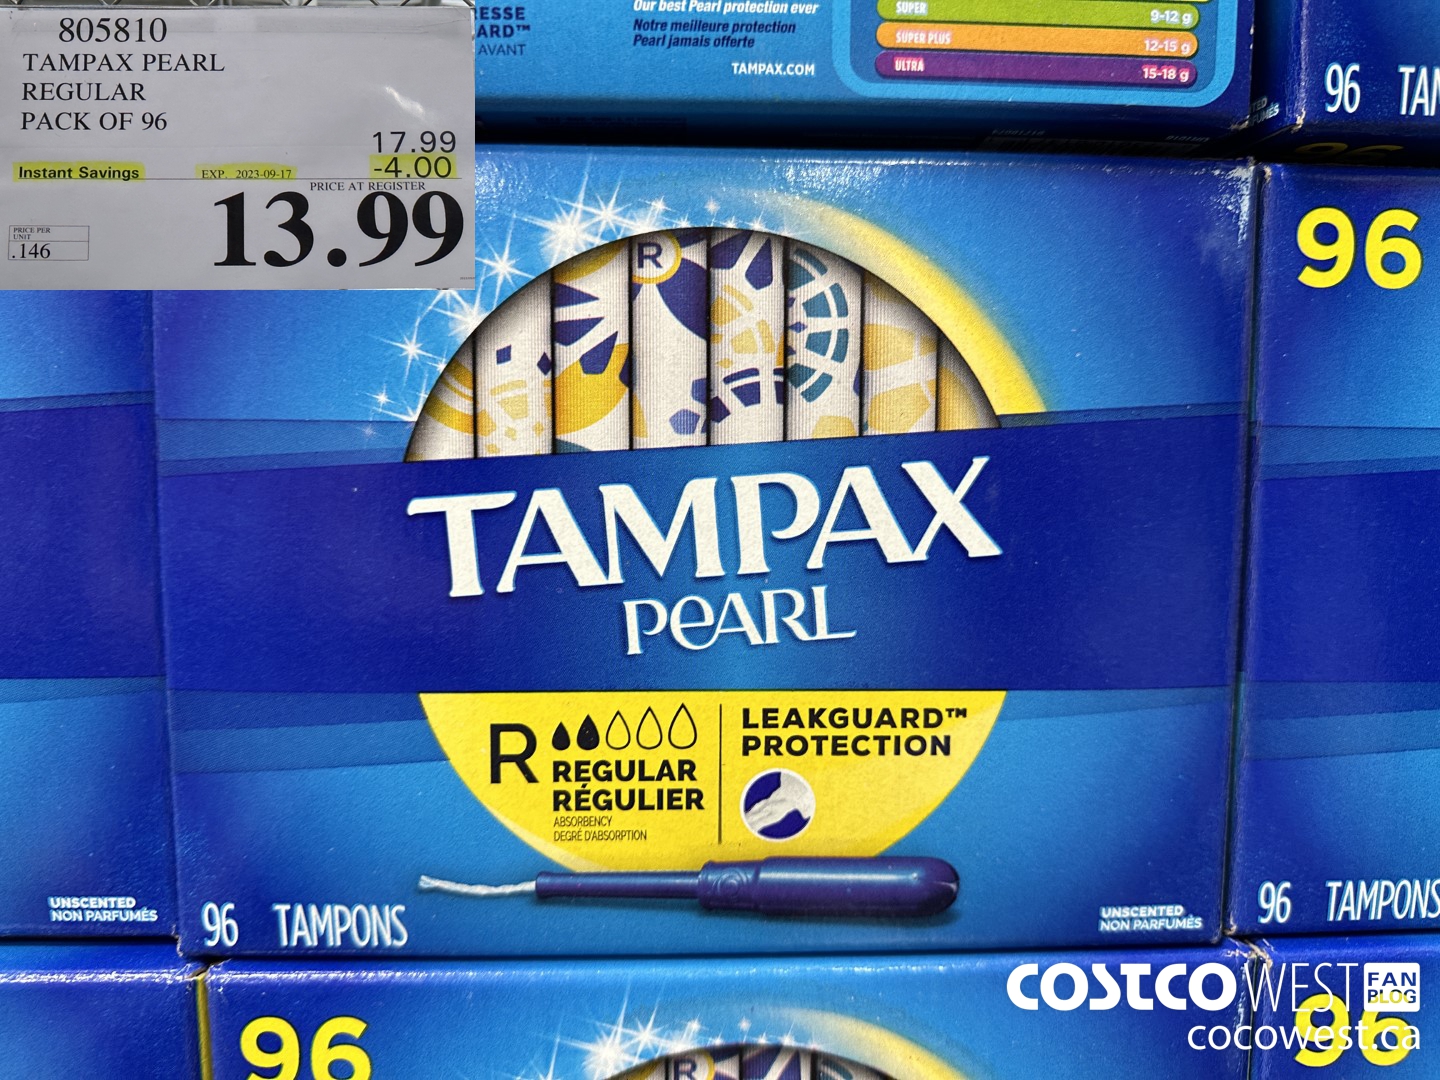 805810
TAMPAX PEARL
REGULAR
PACK OF 96
17.99
Instant Savings EXP. 2023-09-17 -4.00
PRICE AT REGISTER
13.99
PRICE PER
UNIT
.146
AVANT
Our best Pearl protection ever
Notre meilleure protection
Pearl jamais offerte
TAMPAX.COM
SUPER 9-12 g
SUPER PLUS 12-15 g
ULTRA 15-18 g
96
96
R
TAMPAX
PEARL
R
REGULAR
RÉGULIER
ABSORBENCY
DEGRÉ D'ABSORPTION
LEAKGUARD™
PROTECTION
UNSCENTED
NON PARFUMÉS
96 TAMPONS
UNSCENTED
NON PARFUMÉS
96 TAMPONS
96
R
96
COSTCO WEST FAN BLOG
cocowest.ca